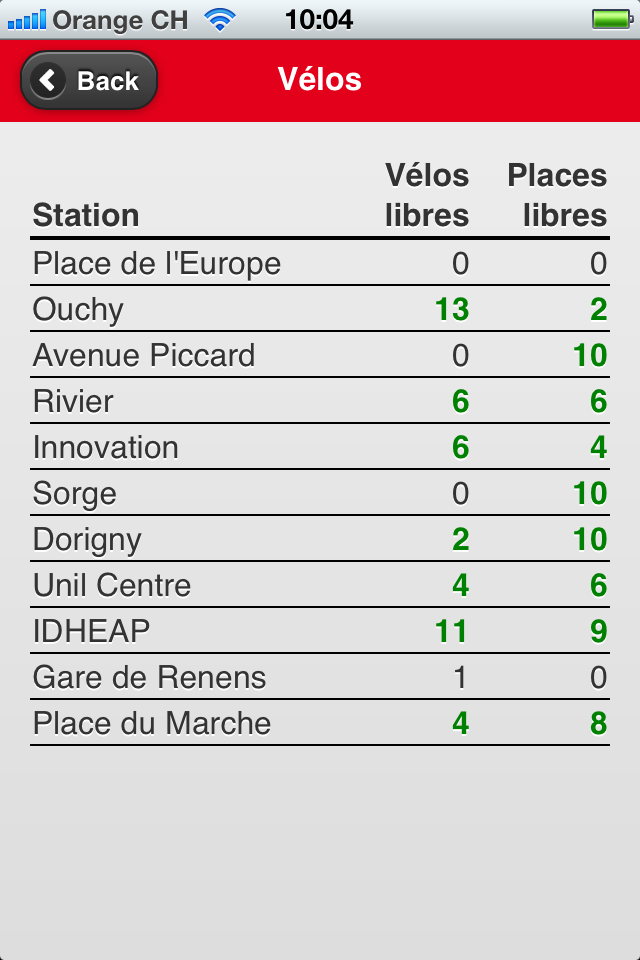 Orange CH 10:04
Back Vélos
Vélos Places
Station libres libres
Place de l'Europe 0 0
Ouchy 13 2
Avenue Piccard 0 10
Rivier 6 6
Innovation 6 4
Sorge 0 10
Dorigny 2 10
Unil Centre 4 6
IDHEAP 11 9
Gare de Renens 1 0
Place du Marche 4 8